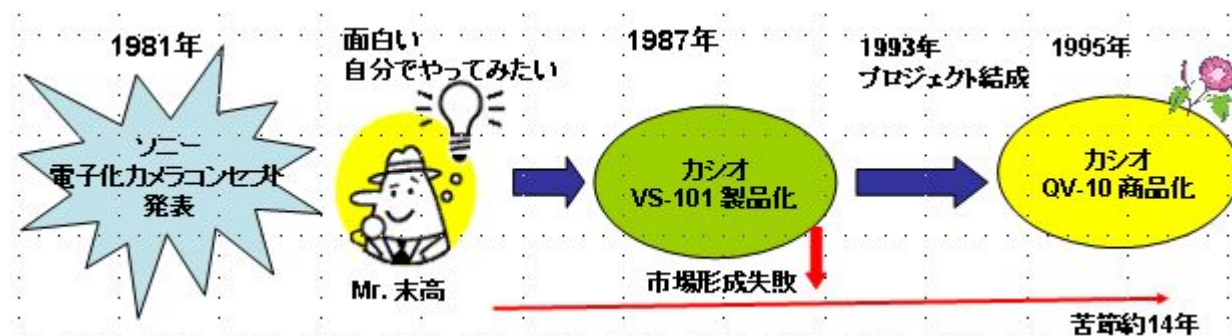 1981年
ソニー
電子化カメラコンセプト
発表
面白い
自分でやってみたい
Mr. 末高
1987年
カシオ
VS-101 製品化
市場形成失敗
1993年
プロジェクト結成
1995年
カシオ
QV-10 商品化
苦節約14年